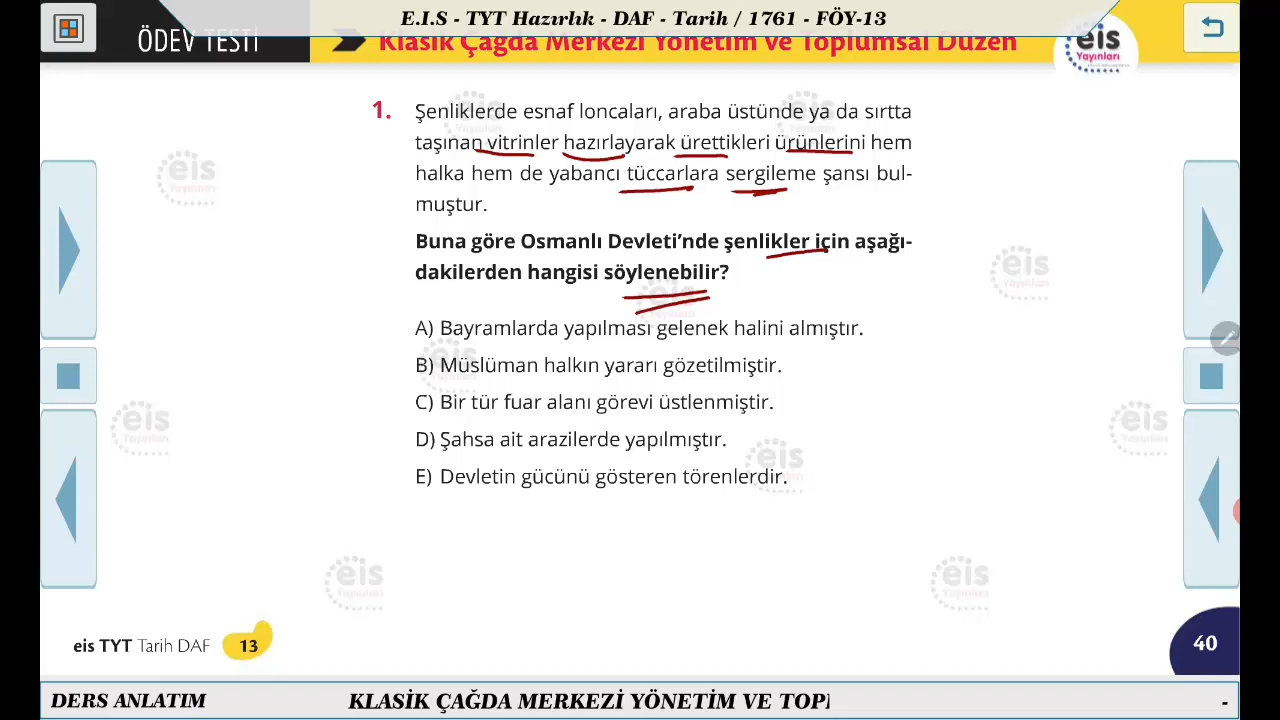 E.I.S - TYT Hazırlık - DAF - Tarih / 1761 - FÖY-13
ÖDEV TESTİ
Klasik Çağda Merkezi Yönetim ve Toplumsal Düzen
eis
Yayınları
1. Şenliklerde esnaf loncaları, araba üstünde ya da sırtta
taşınan vitrinler hazırlayarak ürettikleri ürünlerini hem
halka hem de yabancı tüccarlara sergileme şansı bul-
muştur.
Buna göre Osmanlı Devleti’nde şenlikler için aşağı-
dakilerden hangisi söylenebilir?
A) Bayramlarda yapılması gelenek halini almıştır.
B) Müslüman halkın yararı gözetilmiştir.
C) Bir tür fuar alanı görevi üstlenmiştir.
D) Şahsa ait arazilerde yapılmıştır.
E) Devletin gücünü gösteren törenlerdir.
eis TYT Tarih DAF 13
40
DERS ANLATIM KLASİK ÇAĞDA MERKEZİ YÖNETİM VE TOPL -